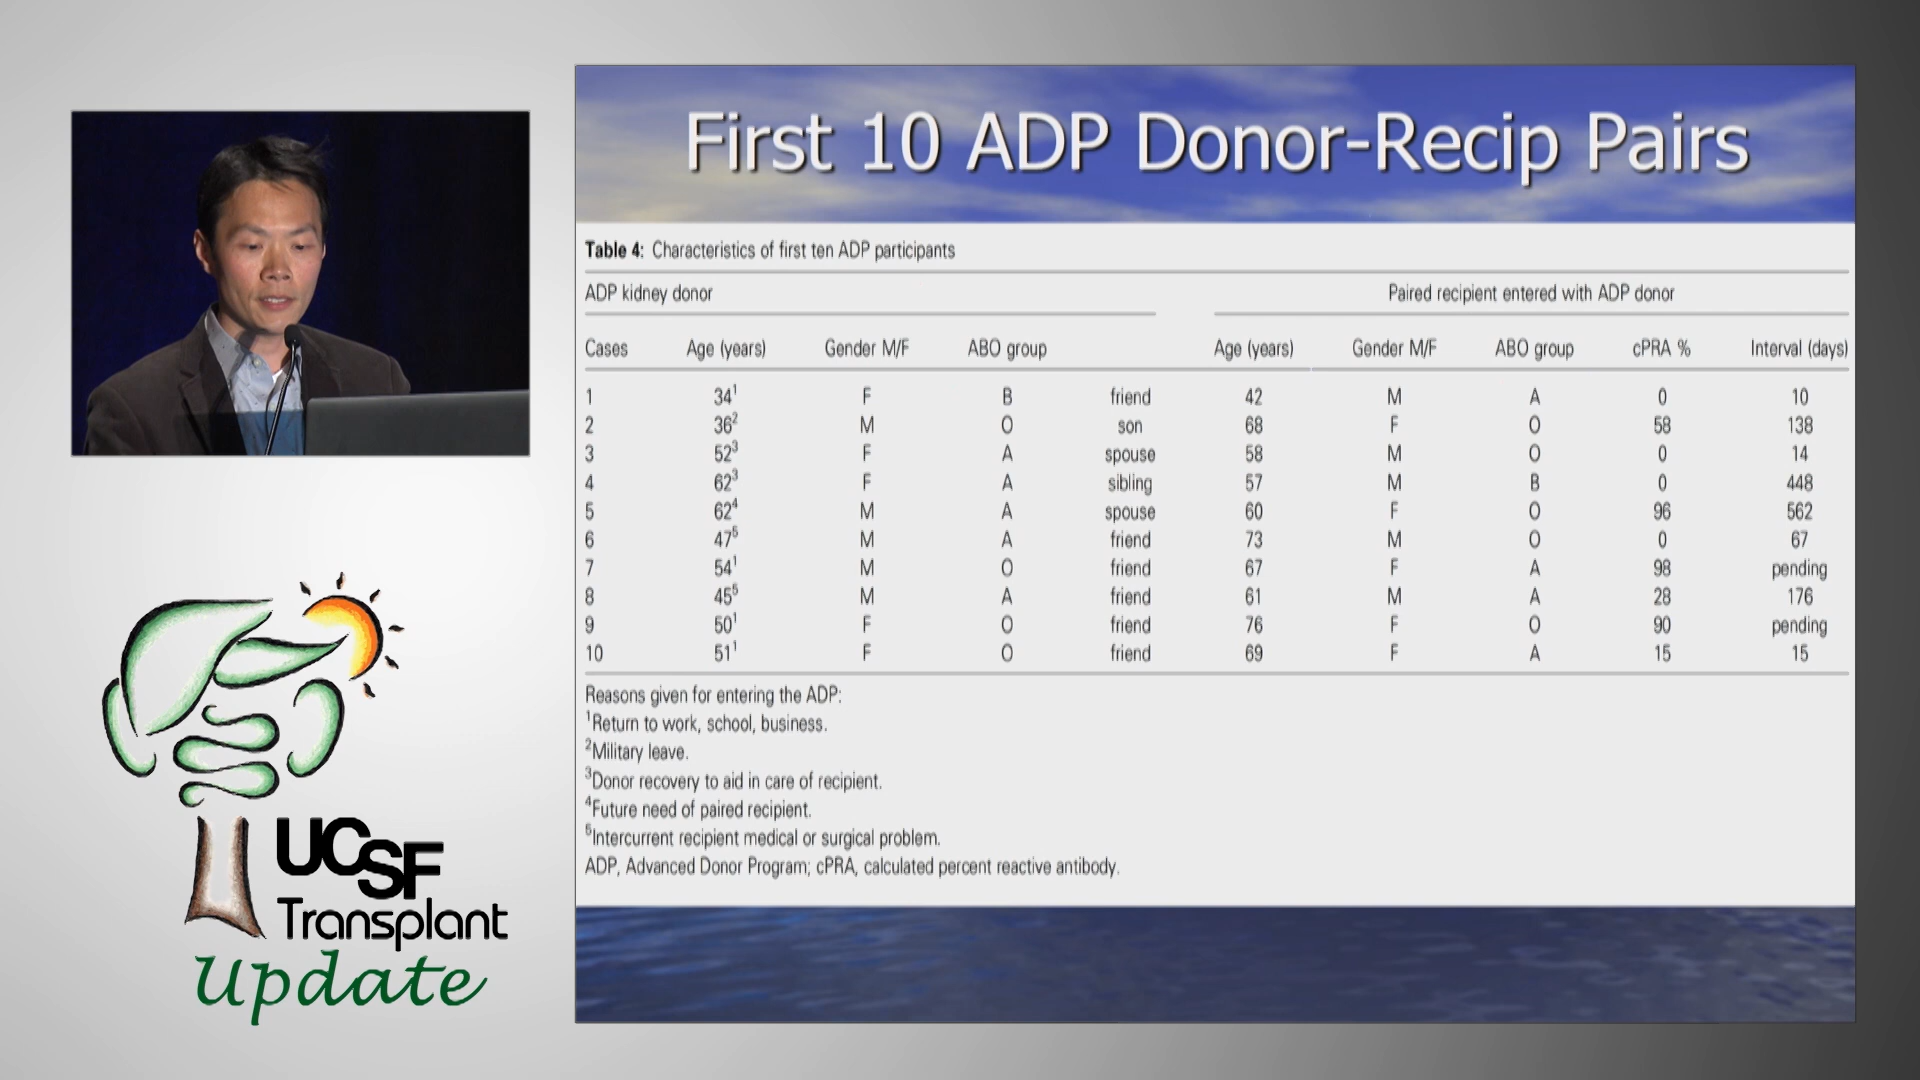 First 10 ADP Donor-Recip Pairs
Table 4: Characteristics of first ten ADP participants
ADP kidney donor Paired recipient entered with ADP donor
Cases Age (years) Gender M/F ABO group Age (years) Gender M/F ABO group cPRA % Interval (days)
1 34¹ F B friend 42 M A 0 10
2 36² M O son 68 F O 58 138
3 52³ F A spouse 58 M O 0 14
4 62³ F A sibling 57 M B 0 448
5 62⁴ M A spouse 60 F O 96 562
6 47⁵ M A friend 73 M O 0 67
7 54¹ M O friend 67 F A 98 pending
8 45⁵ M A friend 61 M A 28 176
9 50¹ F O friend 76 F O 90 pending
10 51¹ F O friend 69 F A 15 15
Reasons given for entering the ADP:
¹Return to work, school, business.
²Military leave.
³Donor recovery to aid in care of recipient.
⁴Future need of paired recipient.
⁵Intercurrent recipient medical or surgical problem.
ADP, Advanced Donor Program; cPRA, calculated percent reactive antibody.
UCSF
Transplant
Update